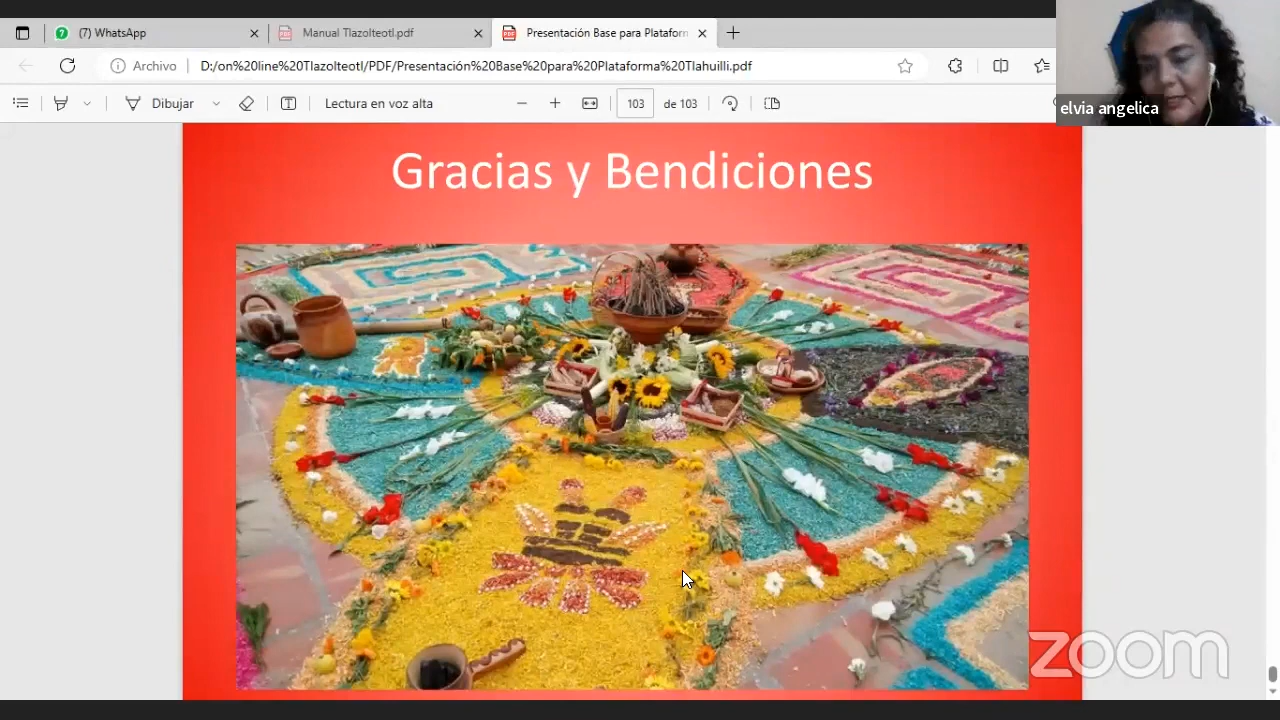 (7) WhatsApp
Manual Tlazolteotl.pdf
Presentación Base para Plataform
Archivo
D:/on%20line%20Tlazolteotl/PDF/Presentación%20Base%20para%20Plataforma%20Tlahuilli.pdf
Dibujar
Lectura en voz alta
103
de 103
elvia angelica
Gracias y Bendiciones
zoom